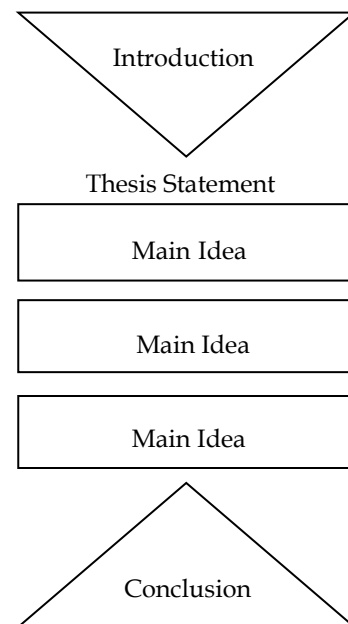 Introduction
Thesis Statement
Main Idea
Main Idea
Main Idea
Conclusion